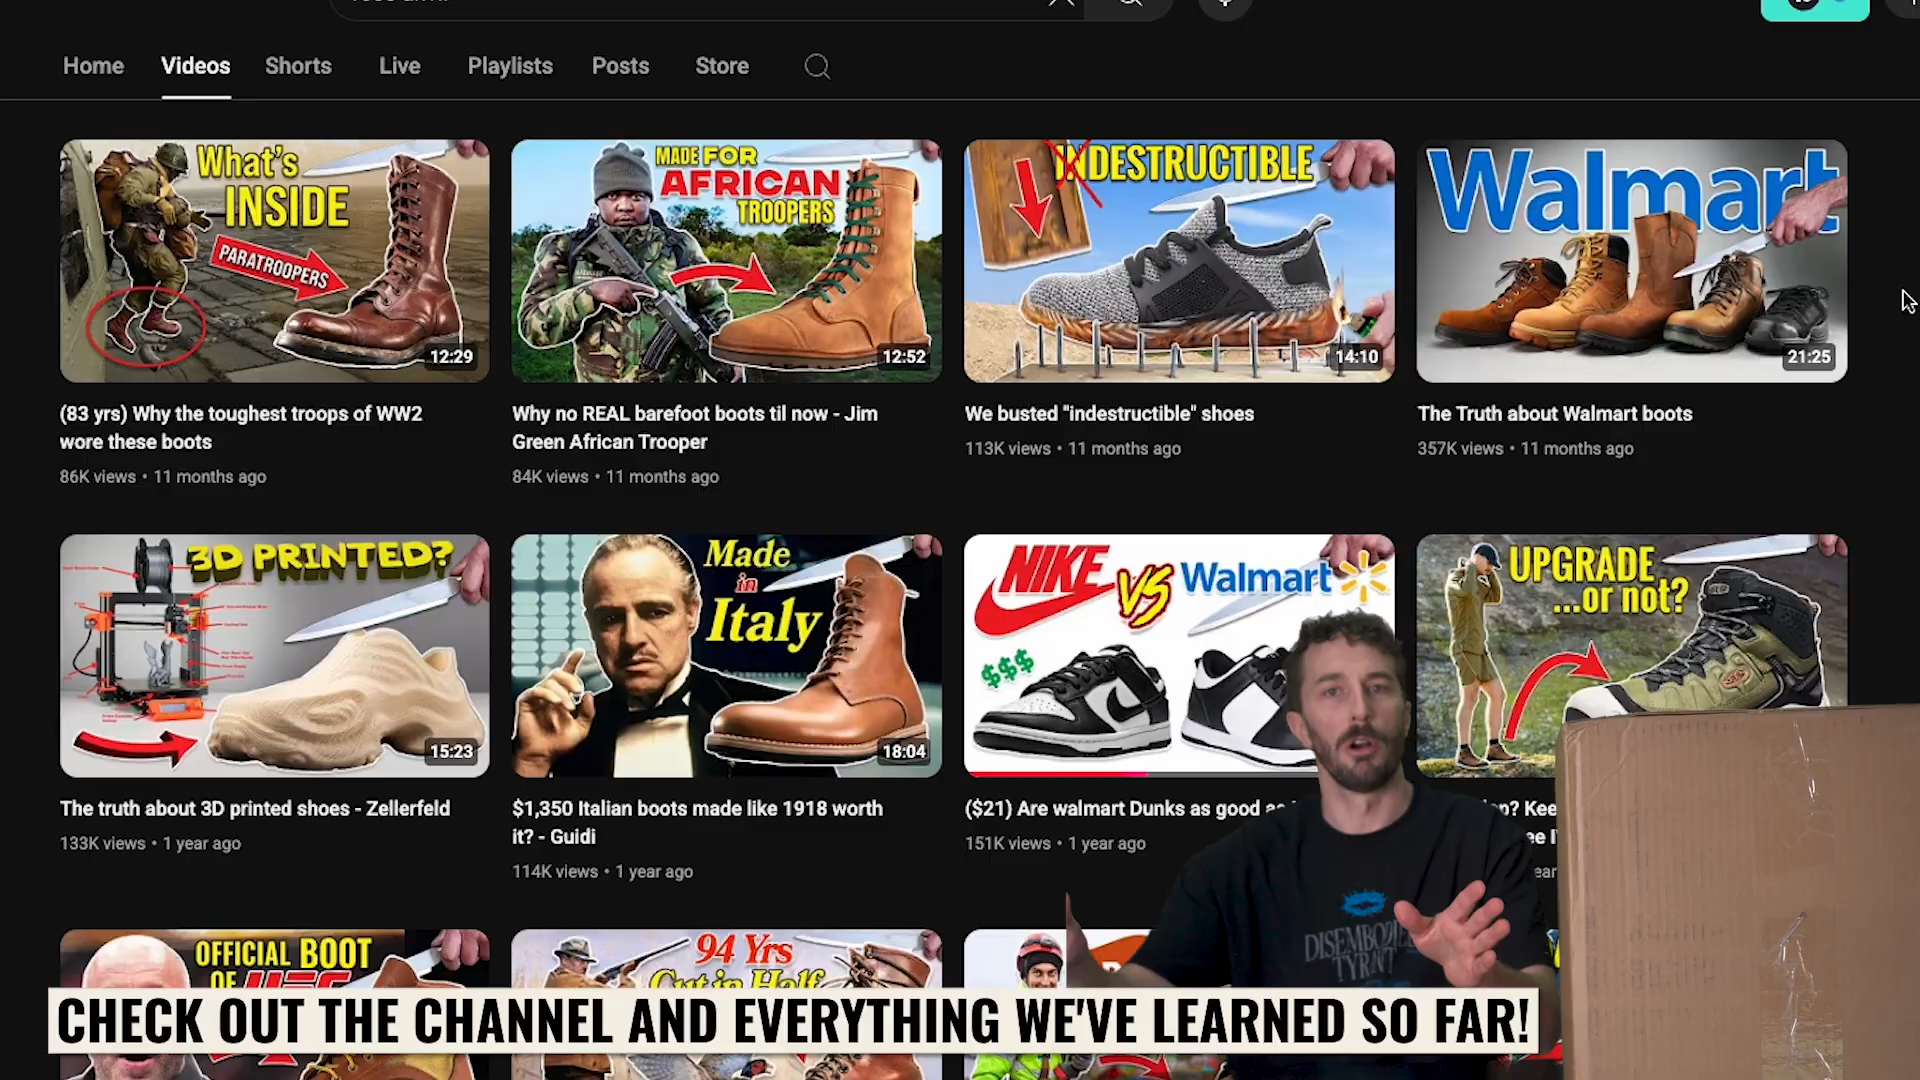 Home Videos Shorts Live Playlists Posts Store
What's
INSIDE
PARATROOPERS
12:29
MADE FOR
AFRICAN
TROOPERS
12:52
INDESTRUCTIBLE
14:10
Walmart
21:25
(83 yrs) Why the toughest troops of WW2
wore these boots
86K views • 11 months ago
Why no REAL barefoot boots til now - Jim
Green African Trooper
84K views • 11 months ago
We busted "indestructible" shoes
113K views • 11 months ago
The Truth about Walmart boots
357K views • 11 months ago
3D PRINTED?
15:23
Made
in
Italy
18:04
NIKE VS Walmart
$$$
UPGRADE
...or not?
The truth about 3D printed shoes - Zellerfeld
133K views • 1 year ago
$1,350 Italian boots made like 1918 worth
it? - Guidi
114K views • 1 year ago
($21) Are walmart Dunks as good as
151K views • 1 year ago
OFFICIAL BOOT
OF UFC
94 Yrs
Cut in Half
CHECK OUT THE CHANNEL AND EVERYTHING WE'VE LEARNED SO FAR!